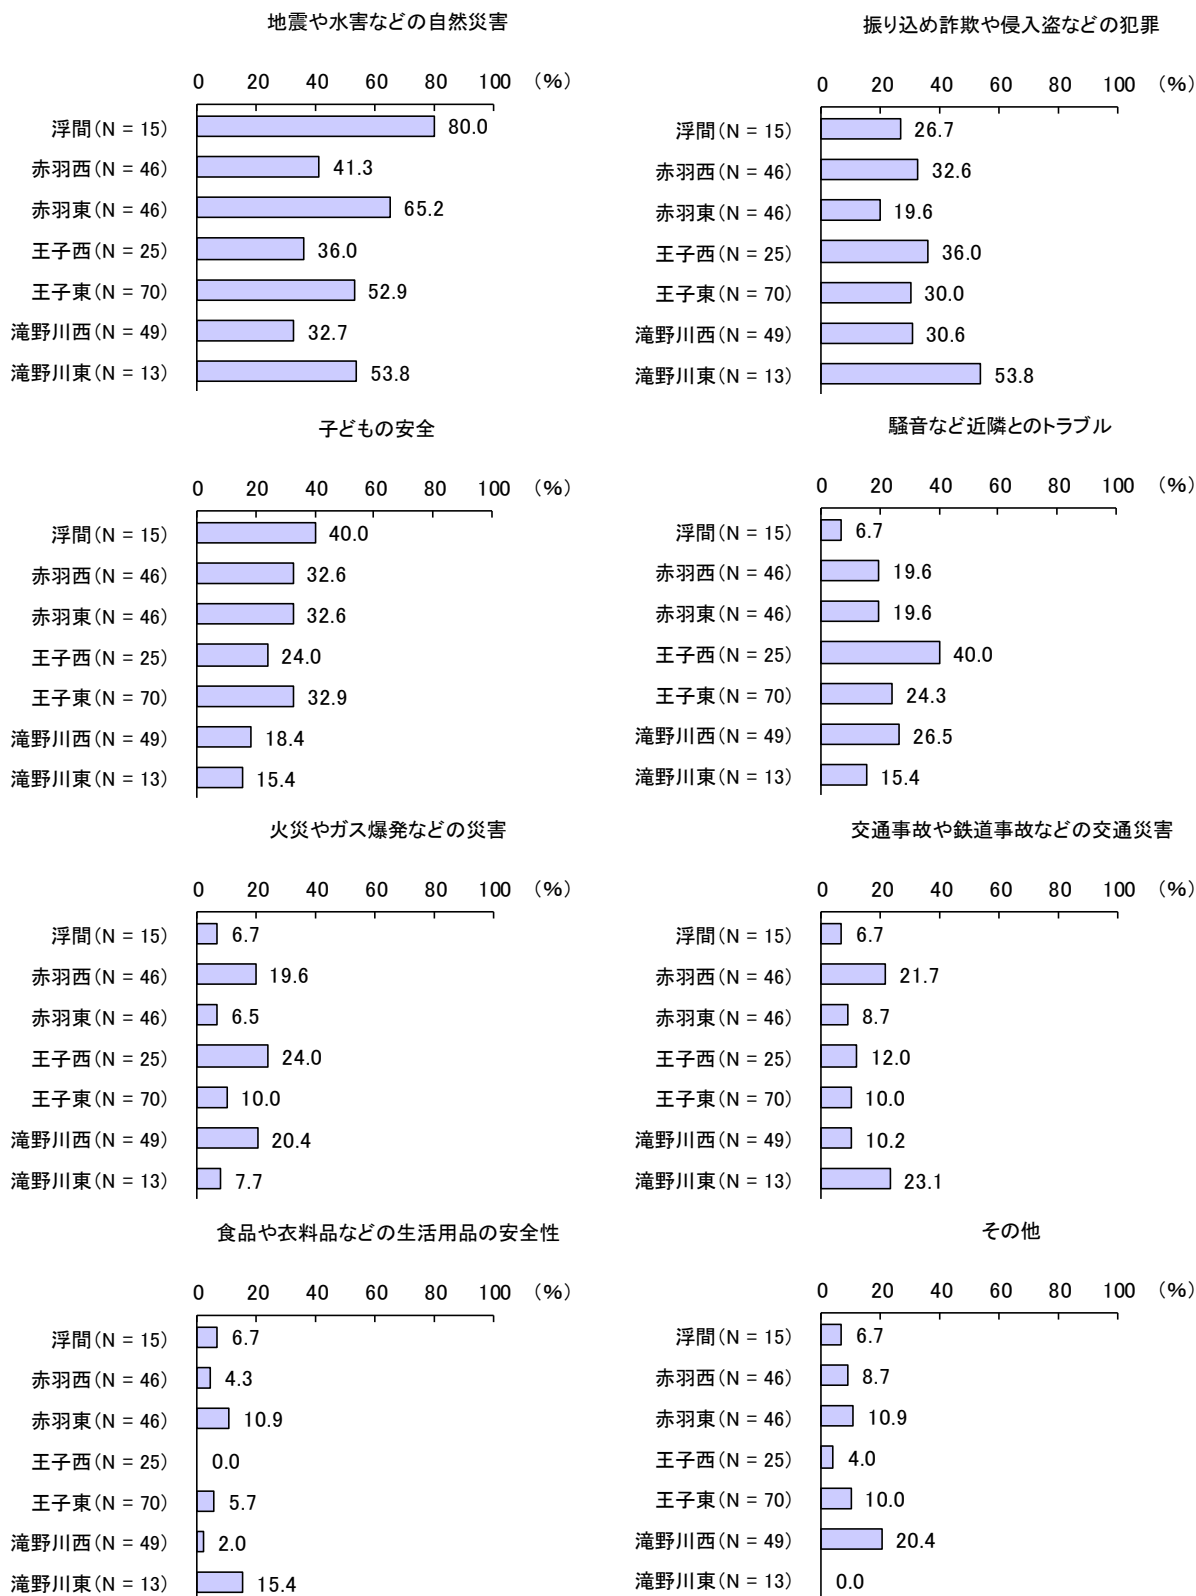 地震や水害などの自然災害
0 20 40 60 80 100 (%)
浮間(N = 15) 80.0
赤羽西(N = 46) 41.3
赤羽東(N = 46) 65.2
王子西(N = 25) 36.0
王子東(N = 70) 52.9
滝野川西(N = 49) 32.7
滝野川東(N = 13) 53.8
振り込め詐欺や侵入盗などの犯罪
0 20 40 60 80 100 (%)
浮間(N = 15) 26.7
赤羽西(N = 46) 32.6
赤羽東(N = 46) 19.6
王子西(N = 25) 36.0
王子東(N = 70) 30.0
滝野川西(N = 49) 30.6
滝野川東(N = 13) 53.8
子どもの安全
0 20 40 60 80 100 (%)
浮間(N = 15) 40.0
赤羽西(N = 46) 32.6
赤羽東(N = 46) 32.6
王子西(N = 25) 24.0
王子東(N = 70) 32.9
滝野川西(N = 49) 18.4
滝野川東(N = 13) 15.4
騒音など近隣とのトラブル
0 20 40 60 80 100 (%)
浮間(N = 15) 6.7
赤羽西(N = 46) 19.6
赤羽東(N = 46) 19.6
王子西(N = 25) 40.0
王子東(N = 70) 24.3
滝野川西(N = 49) 26.5
滝野川東(N = 13) 15.4
火災やガス爆発などの災害
0 20 40 60 80 100 (%)
浮間(N = 15) 6.7
赤羽西(N = 46) 19.6
赤羽東(N = 46) 6.5
王子西(N = 25) 24.0
王子東(N = 70) 10.0
滝野川西(N = 49) 20.4
滝野川東(N = 13) 7.7
交通事故や鉄道事故などの交通災害
0 20 40 60 80 100 (%)
浮間(N = 15) 6.7
赤羽西(N = 46) 21.7
赤羽東(N = 46) 8.7
王子西(N = 25) 12.0
王子東(N = 70) 10.0
滝野川西(N = 49) 10.2
滝野川東(N = 13) 23.1
食品や衣料品などの生活用品の安全性
0 20 40 60 80 100 (%)
浮間(N = 15) 6.7
赤羽西(N = 46) 4.3
赤羽東(N = 46) 10.9
王子西(N = 25) 0.0
王子東(N = 70) 5.7
滝野川西(N = 49) 2.0
滝野川東(N = 13) 15.4
その他
0 20 40 60 80 100 (%)
浮間(N = 15) 6.7
赤羽西(N = 46) 8.7
赤羽東(N = 46) 10.9
王子西(N = 25) 4.0
王子東(N = 70) 10.0
滝野川西(N = 49) 20.4
滝野川東(N = 13) 0.0